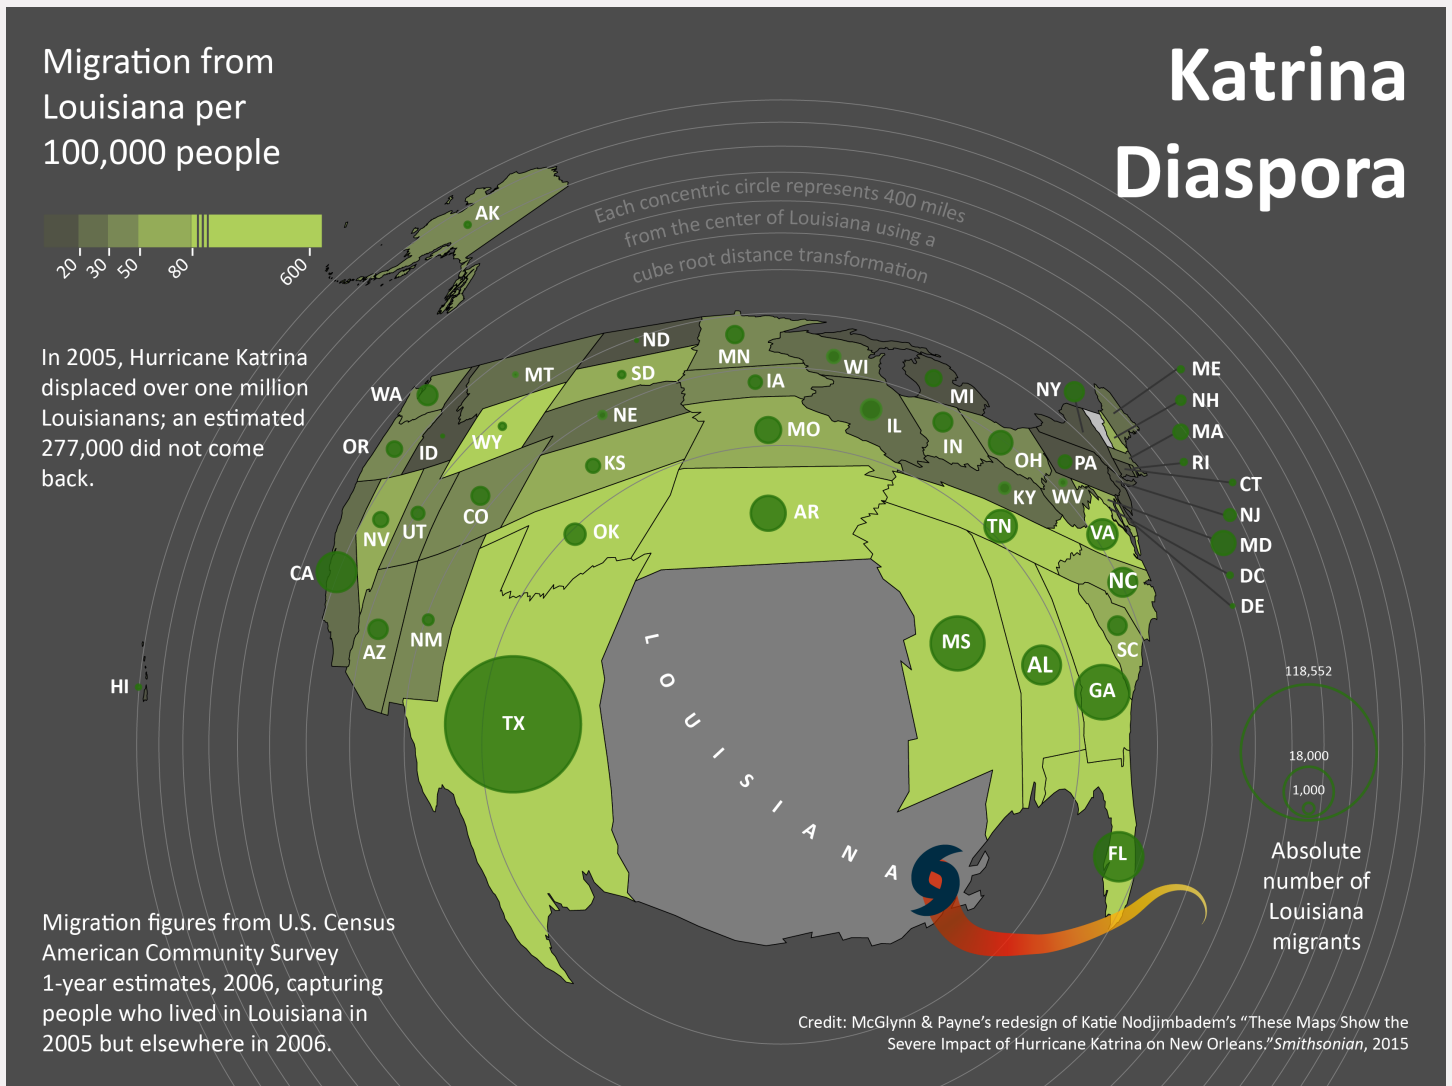 Katrina
Diaspora
Migration from
Louisiana per
100,000 people
20
30
50
80
600
Each concentric circle represents 400 miles
from the center of Louisiana using a
cube root distance transformation
In 2005, Hurricane Katrina
displaced over one million
Louisianans; an estimated
277,000 did not come
back.
AK
ND
MN
WI
MI
NY
ME
NH
MA
RI
CT
NJ
MD
DC
DE
WA
MT
SD
IA
OR
ID
WY
NE
MO
IL
IN
OH
PA
KS
KY
WV
NV
UT
CO
OK
AR
TN
VA
CA
NC
AZ
NM
MS
AL
SC
GA
HI
TX
FL
LOUISIANA
118,552
18,000
1,000
Absolute
number of
Louisiana
migrants
Migration figures from U.S. Census
American Community Survey
1-year estimates, 2006, capturing
people who lived in Louisiana in
2005 but elsewhere in 2006.
Credit: McGlynn & Payne's redesign of Katie Nodjimbadem's "These Maps Show the
Severe Impact of Hurricane Katrina on New Orleans."Smithsonian, 2015